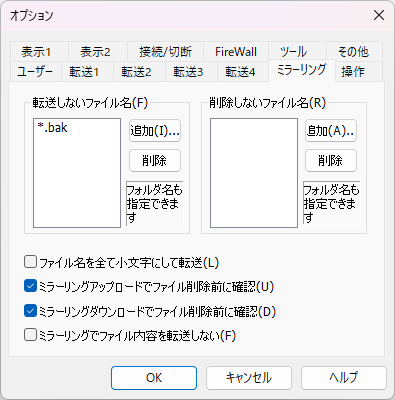 オプション
表示1 表示2 接続/切断 FireWall ツール その他
ユーザー 転送1 転送2 転送3 転送4 ミラーリング 操作
転送しないファイル名(F) 削除しないファイル名(R)
*.bak 追加(I)... 追加(A)..
削除 削除
フォルダ名も フォルダ名も
指定できま 指定できま
す す
ファイル名を全て小文字にして転送(L)
ミラーリングアップロードでファイル削除前に確認(U)
ミラーリングダウンロードでファイル削除前に確認(D)
ミラーリングでファイル内容を転送しない(F)
OK キャンセル ヘルプ